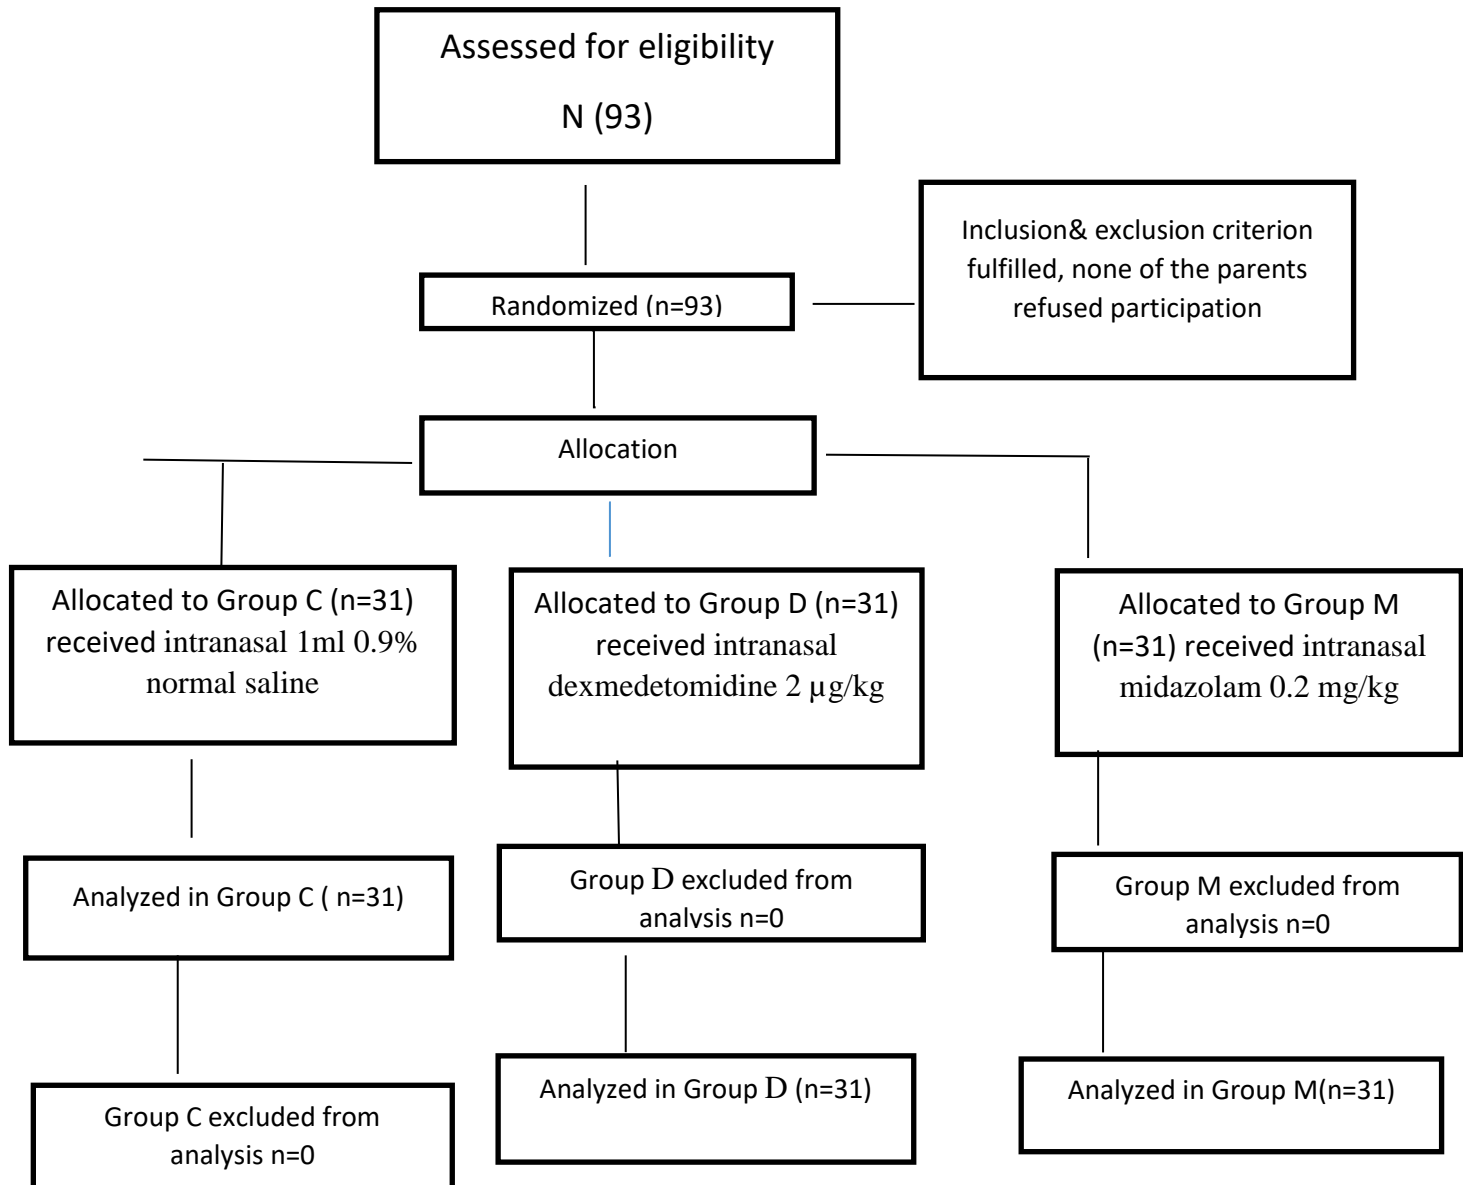 Assessed for eligibility
N (93)
Inclusion& exclusion criterion
fulfilled, none of the parents
refused participation
Randomized (n=93)
Allocation
Allocated to Group C (n=31)
received intranasal 1ml 0.9%
normal saline
Allocated to Group D (n=31)
received intranasal
dexmedetomidine 2 µg/kg
Allocated to Group M
(n=31) received intranasal
midazolam 0.2 mg/kg
Analyzed in Group C ( n=31)
Group D excluded from
analysis n=0
Group M excluded from
analysis n=0
Group C excluded from
analysis n=0
Analyzed in Group D (n=31)
Analyzed in Group M(n=31)